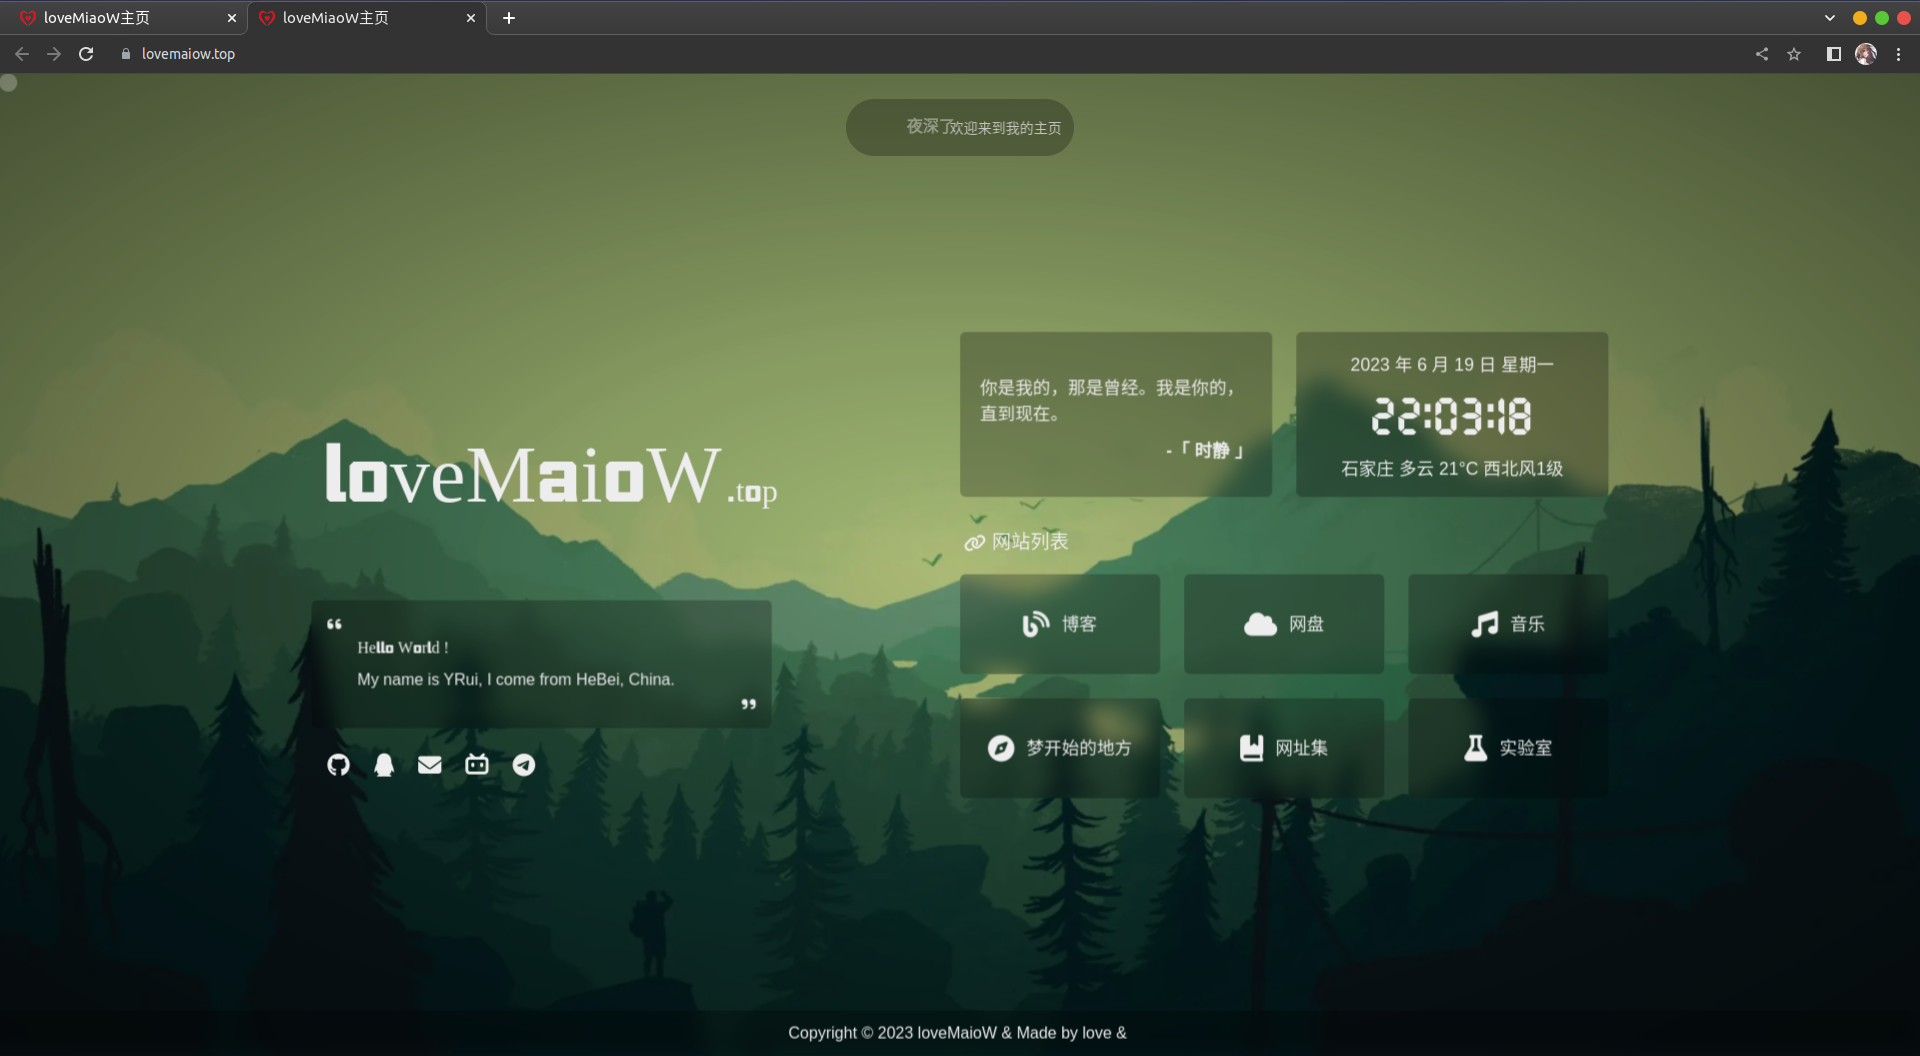 loveMiaoW主页
loveMiaoW主页
lovemaiow.top
夜深了
欢迎来到我的主页
你是我的，那是曾经。我是你的，
直到现在。
-「 时静 」
2023 年 6 月 19 日 星期一
22:03:18
石家庄 多云 21°C 西北风1级
loveMaioW.top
网站列表
“
Hello World !
My name is YRui, I come from HeBei, China.
”
博客
网盘
音乐
梦开始的地方
网址集
实验室
Copyright © 2023 loveMaioW & Made by love &